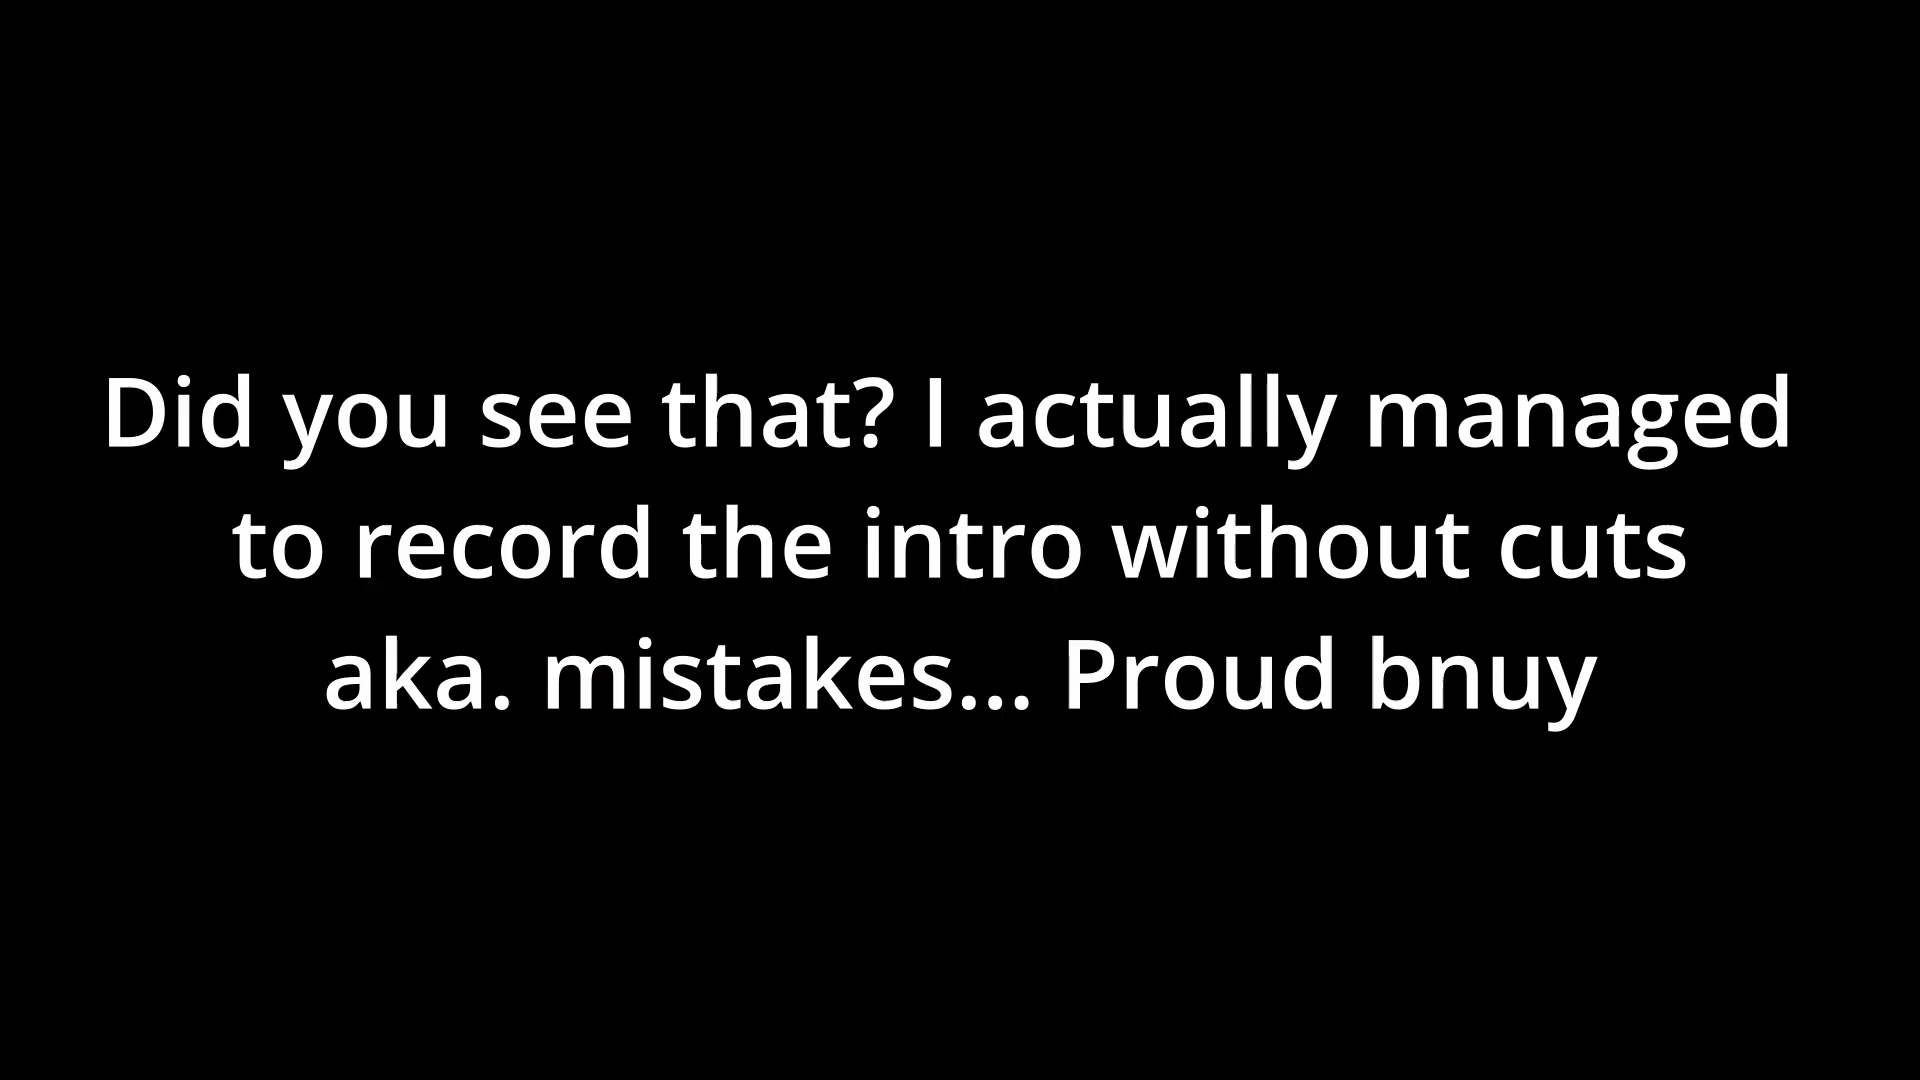 Did you see that? I actually managed
to record the intro without cuts
aka. mistakes... Proud bnuy